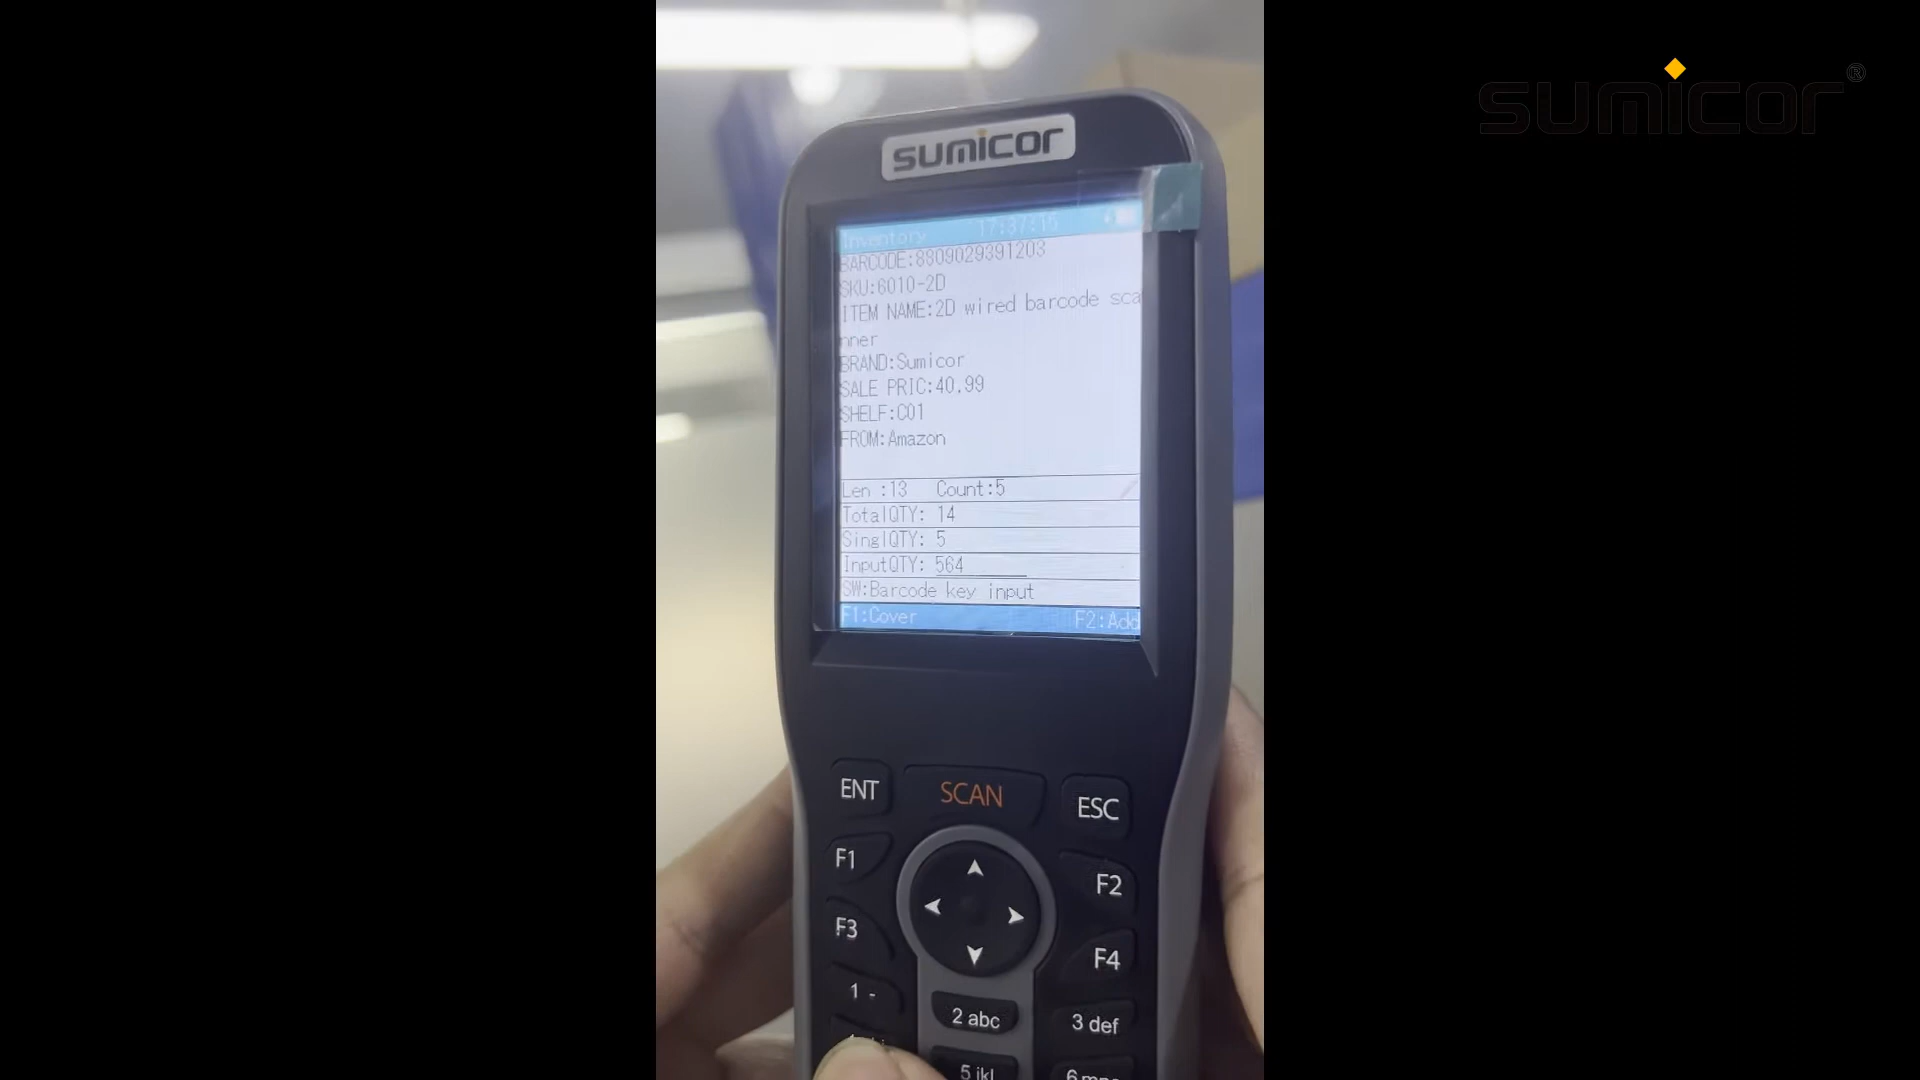 sumicor®
sumicor
Inventory 17:37:15
BARCODE:8809029391203
SKU:6010-2D
ITEM NAME:2D wired barcode sca
nner
BRAND:Sumicor
SALE PRIC:40.99
SHELF:C01
FROM:Amazon
Len :13 Count:5
TotalQTY: 14
SinglQTY: 5
InputQTY: 564
SW:Barcode key input
F1:Cover F2:Add
ENT SCAN ESC
F1 F2
F3 F4
1 - 2 abc 3 def
5 jkl